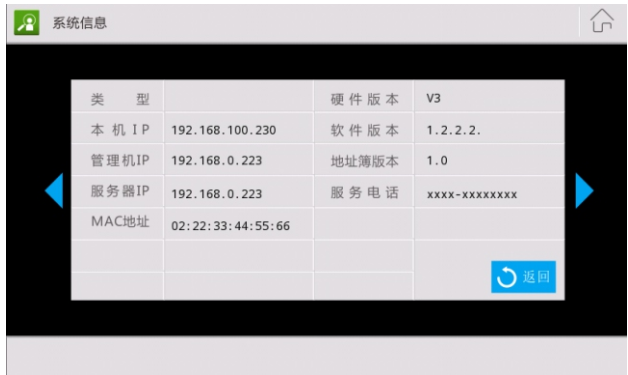 系统信息
类 型 硬件版本 V3
本 机 IP 192.168.100.230 软件版本 1.2.2.2.
管理机IP 192.168.0.223 地址簿版本 1.0
服务器IP 192.168.0.223 服务电话 xxxx-xxxxxxxx
MAC地址 02:22:33:44:55:66
返回